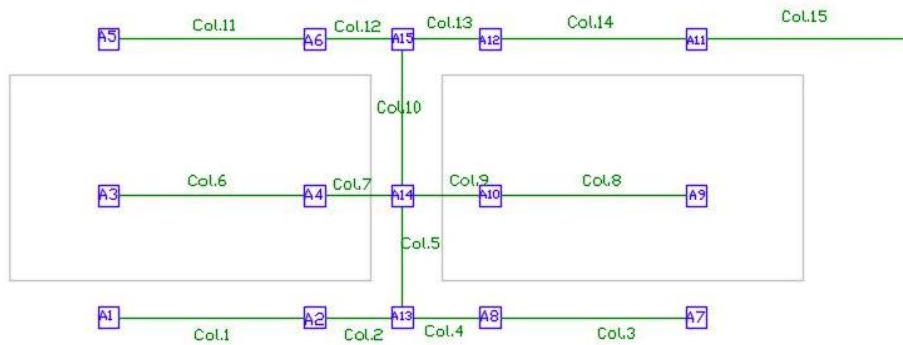 Col.11 Col.12 Col.13 Col.14 Col.15
A5 A6 A15 A12 A11
Col.10
Col.6 Col.7 Col.9 Col.8
A3 A4 A14 A10 A9
Col.5
A1 A2 A13 A8 A7
Col.1 Col.2 Col.4 Col.3